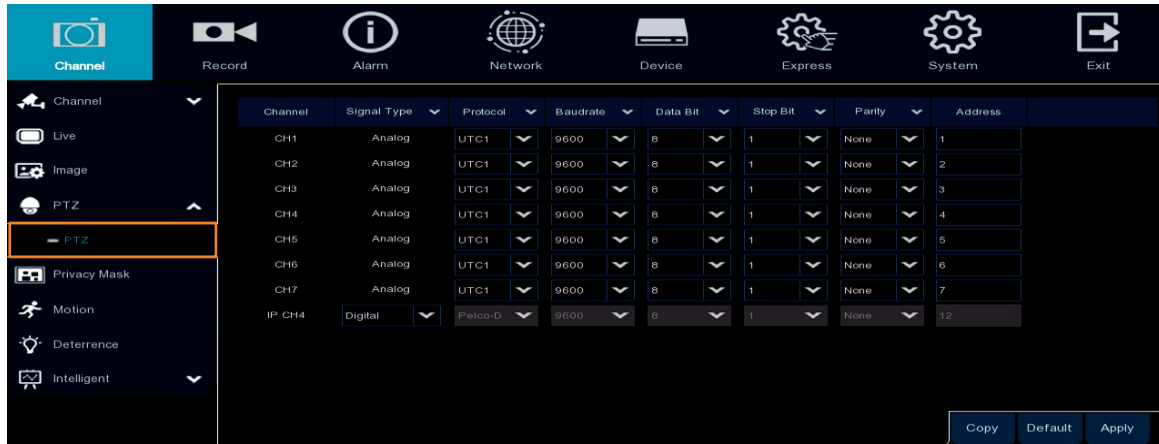 Channel Record Alarm Network Device Express System Exit
Channel
Live
Image
PTZ
PTZ
Privacy Mask
Motion
Deterrence
Intelligent
Channel Signal Type Protocol Baudrate Data Bit Stop Bit Parity Address
CH1 Analog UTC1 9600 8 1 None 1
CH2 Analog UTC1 9600 8 1 None 2
CH3 Analog UTC1 9600 8 1 None 3
CH4 Analog UTC1 9600 8 1 None 4
CH5 Analog UTC1 9600 8 1 None 5
CH6 Analog UTC1 9600 8 1 None 6
CH7 Analog UTC1 9600 8 1 None 7
IP CH4 Digital Pelco-D 9600 8 1 None 12
Copy Default Apply